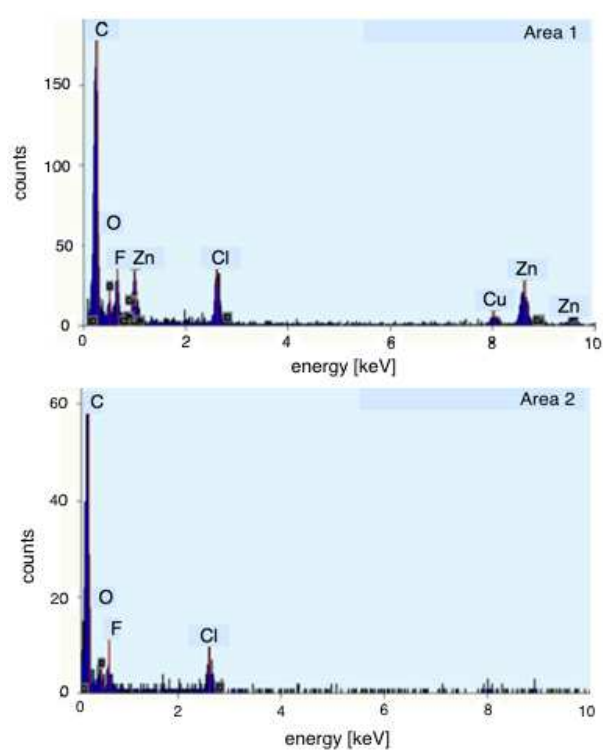 C
Area 1
150
100
50
0
counts
O
F Zn
Cl
Cu
Zn
Zn
0 2 4 6 8 10
energy [keV]
C
Area 2
60
40
20
0
counts
O
F
Cl
0 2 4 6 8 10
energy [keV]